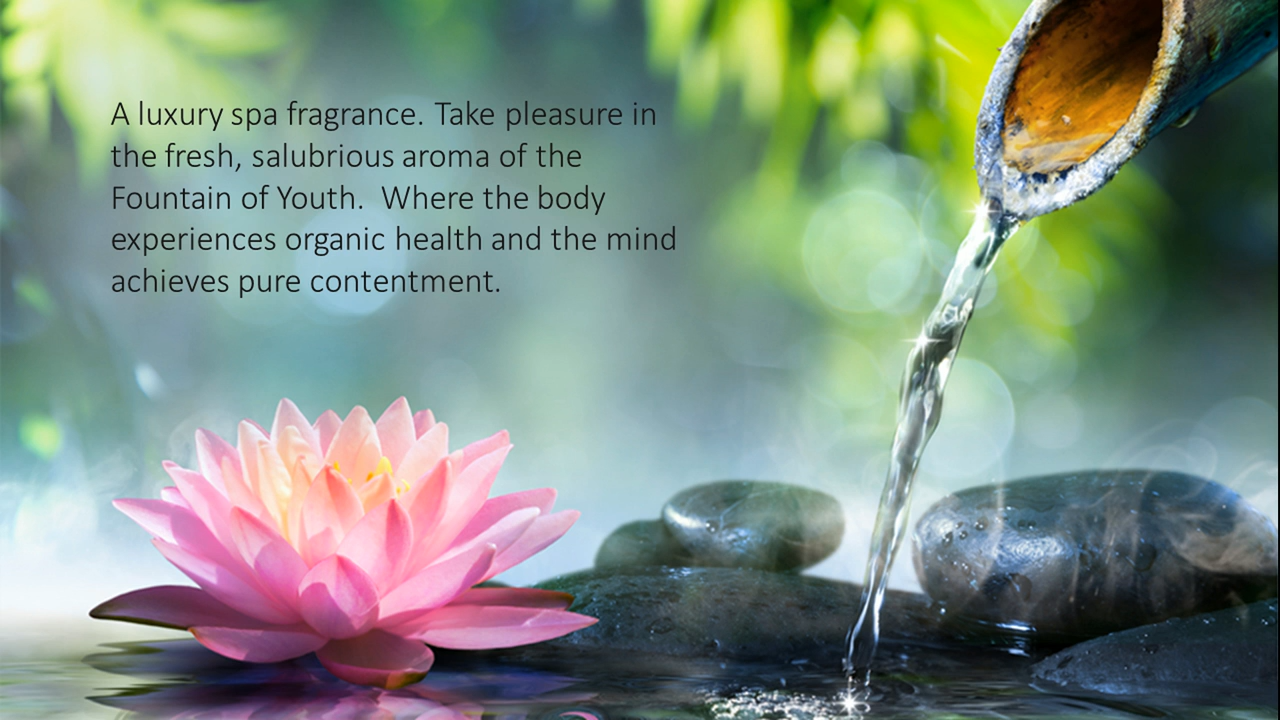 A luxury spa fragrance. Take pleasure in
the fresh, salubrious aroma of the
Fountain of Youth.  Where the body
experiences organic health and the mind
achieves pure contentment.